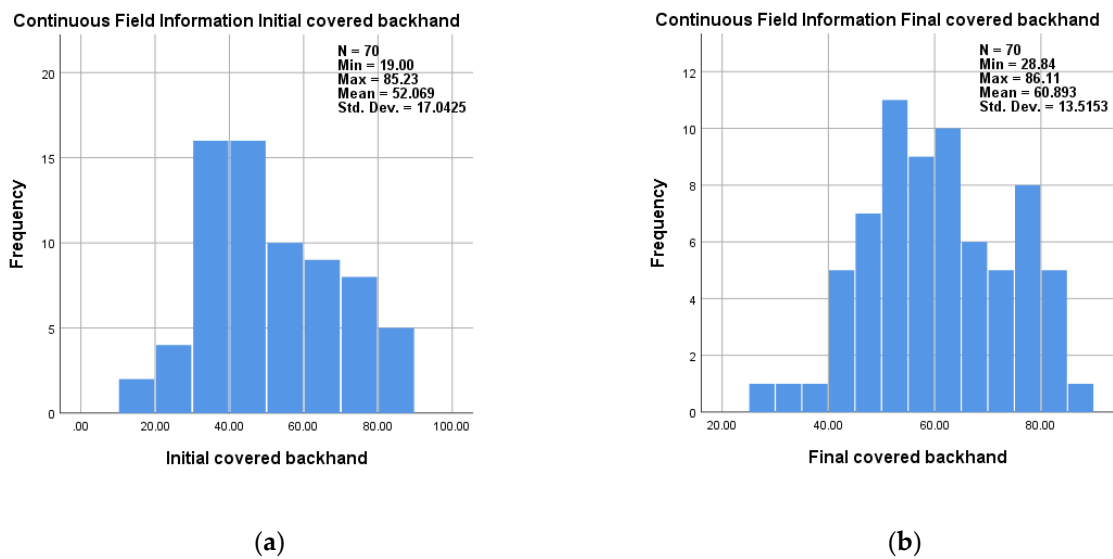 Continuous Field Information Initial covered backhand
N = 70
Min = 19.00
Max = 85.23
Mean = 52.069
Std. Dev. = 17.0425
20
15
10
5
0
Frequency
.00 20.00 40.00 60.00 80.00 100.00
Initial covered backhand
(a)
Continuous Field Information Final covered backhand
N = 70
Min = 28.84
Max = 86.11
Mean = 60.893
Std. Dev. = 13.5153
12
10
8
6
4
2
0
Frequency
20.00 40.00 60.00 80.00
Final covered backhand
(b)